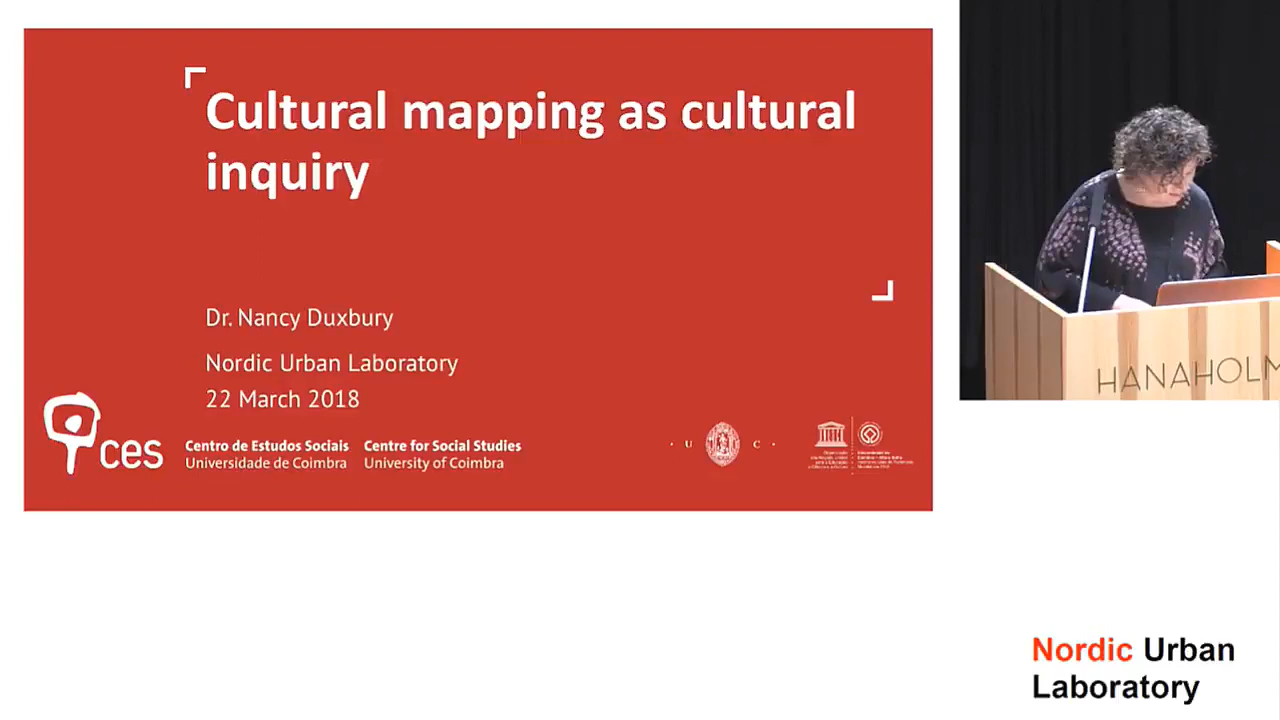 Cultural mapping as cultural
inquiry
Dr. Nancy Duxbury
Nordic Urban Laboratory
22 March 2018
ces
Centro de Estudos Sociais
Universidade de Coimbra
Centre for Social Studies
University of Coimbra
· U C ·
HANAHOLM
Nordic Urban
Laboratory